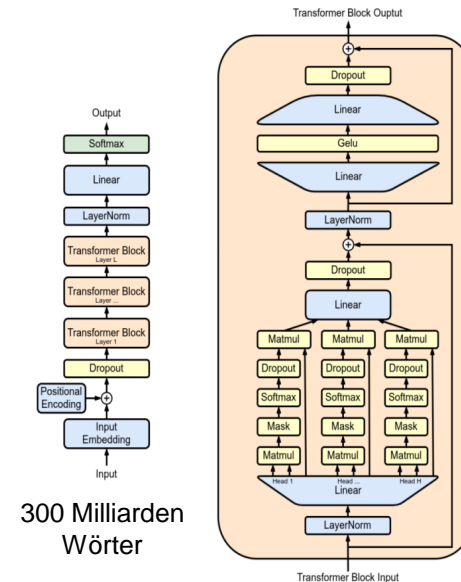 Output
Softmax
Linear
LayerNorm
Transformer Block
Layer L
Transformer Block
Layer ...
Transformer Block
Layer 1
Dropout
Positional
Encoding
Input
Embedding
Input
300 Milliarden
Wörter
Transformer Block Ouptut
Dropout
Linear
Gelu
Linear
LayerNorm
Dropout
Linear
Matmul Matmul Matmul
Dropout Dropout Dropout
Softmax Softmax Softmax
Mask Mask Mask
Matmul Matmul Matmul
Head 1 Head ... Head H
Linear
LayerNorm
Transformer Block Input